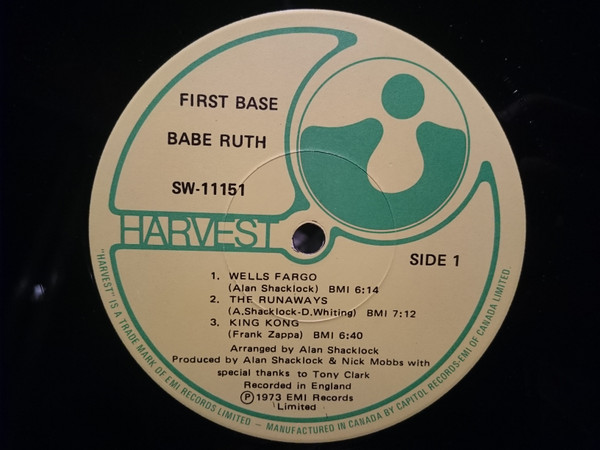 FIRST BASE
BABE RUTH
SW-11151
HARVEST
SIDE 1
1. WELLS FARGO
(Alan Shacklock) BMI 6:14
2. THE RUNAWAYS
(A.Shacklock-D.Whiting) BMI 7:12
3. KING KONG
(Frank Zappa) BMI 6:40
Arranged by Alan Shacklock
Produced by Alan Shacklock & Nick Mobbs with
special thanks to Tony Clark
Recorded in England
Ⓟ 1973 EMI Records
Limited
"HARVEST" IS A TRADE MARK OF EMI RECORDS LIMITED — MANUFACTURED IN CANADA BY CAPITOL RECORDS-EMI OF CANADA LIMITED.